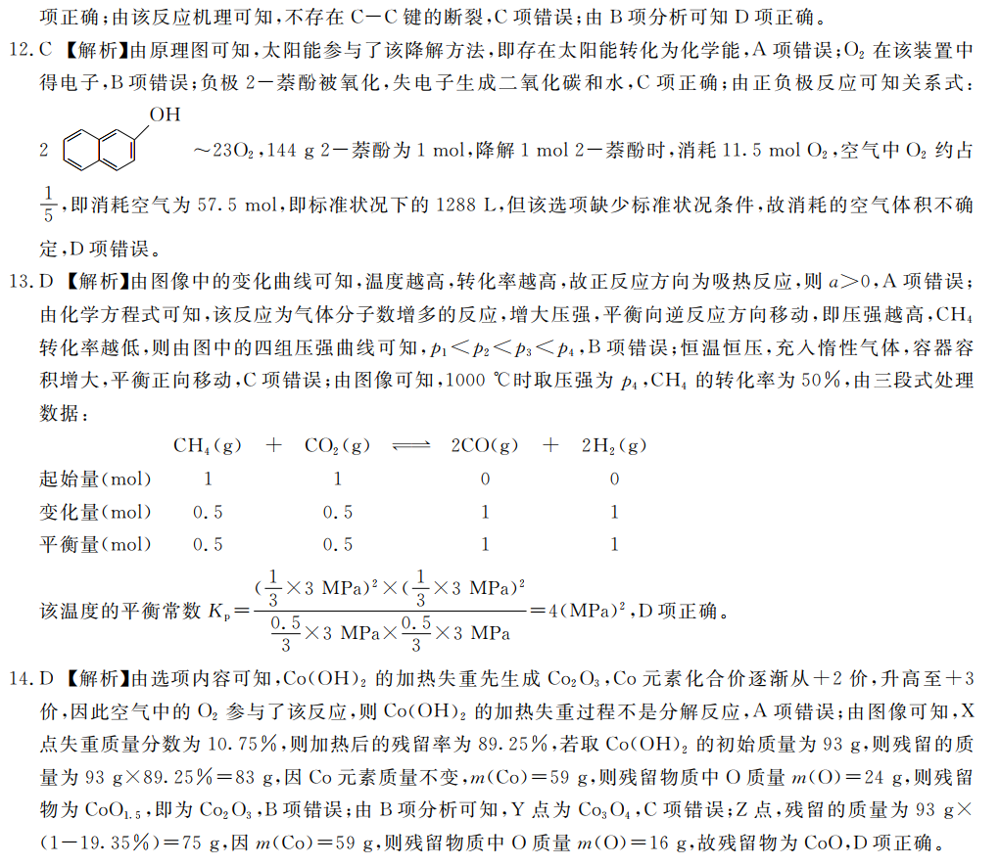 项正确;由该反应机理可知,不存在 C—C 键的断裂,C 项错误;由 B 项分析可知 D 项正确。
12. C 【解析】由原理图可知,太阳能参与了该降解方法,即存在太阳能转化为化学能,A 项错误;O₂ 在该装置中
得电子,B 项错误;负极 2—萘酚被氧化,失电子生成二氧化碳和水,C 项正确;由正负极反应可知关系式:
OH
2 ～23O₂,144 g 2—萘酚为 1 mol,降解 1 mol 2—萘酚时,消耗 11.5 mol O₂,空气中 O₂ 约占
1/5,即消耗空气为 57.5 mol,即标准状况下的 1288 L,但该选项缺少标准状况条件,故消耗的空气体积不确
定,D 项错误。
13. D 【解析】由图像中的变化曲线可知,温度越高,转化率越高,故正反应方向为吸热反应,则 a＞0,A 项错误;
由化学方程式可知,该反应为气体分子数增多的反应,增大压强,平衡向逆反应方向移动,即压强越高,CH₄
转化率越低,则由图中的四组压强曲线可知,p₁＜p₂＜p₃＜p₄,B 项错误;恒温恒压,充入惰性气体,容器容
积增大,平衡正向移动,C 项错误;由图像可知,1000 ℃时取压强为 p₄,CH₄ 的转化率为 50%,由三段式处理
数据:
CH₄(g) + CO₂(g) ⇌ 2CO(g) + 2H₂(g)
起始量(mol) 1 1 0 0
变化量(mol) 0.5 0.5 1 1
平衡量(mol) 0.5 0.5 1 1
该温度的平衡常数 Kₚ = ((1/3×3 MPa)²×(1/3×3 MPa)²)/(0.5/3×3 MPa×0.5/3×3 MPa) = 4(MPa)²,D 项正确。
14. D 【解析】由选项内容可知,Co(OH)₂ 的加热失重先生成 Co₂O₃,Co 元素化合价逐渐从+2 价,升高至+3
价,因此空气中的 O₂ 参与了该反应,则 Co(OH)₂ 的加热失重过程不是分解反应,A 项错误;由图像可知,X
点失重质量分数为 10.75%,则加热后的残留率为 89.25%,若取 Co(OH)₂ 的初始质量为 93 g,则残留的质
量为 93 g×89.25%=83 g,因 Co 元素质量不变,m(Co)=59 g,则残留物质中 O 质量 m(O)=24 g,则残留
物为 CoO₁.₅,即为 Co₂O₃,B 项错误;由 B 项分析可知,Y 点为 Co₃O₄,C 项错误;Z 点,残留的质量为 93 g×
(1－19.35%)=75 g,因 m(Co)=59 g,则残留物质中 O 质量 m(O)=16 g,故残留物为 CoO,D 项正确。